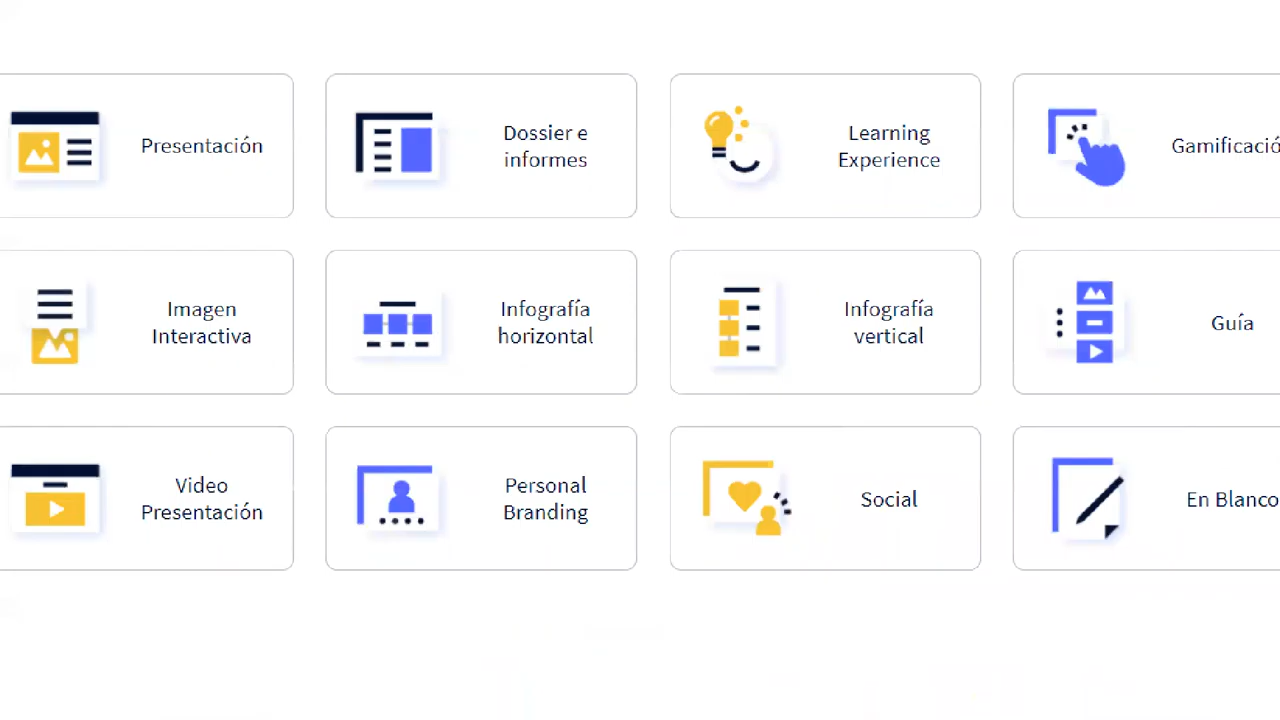 Presentación
Dossier e
informes
Learning
Experience
Gamificació
Imagen
Interactiva
Infografía
horizontal
Infografía
vertical
Guía
Video
Presentación
Personal
Branding
Social
En Blanco